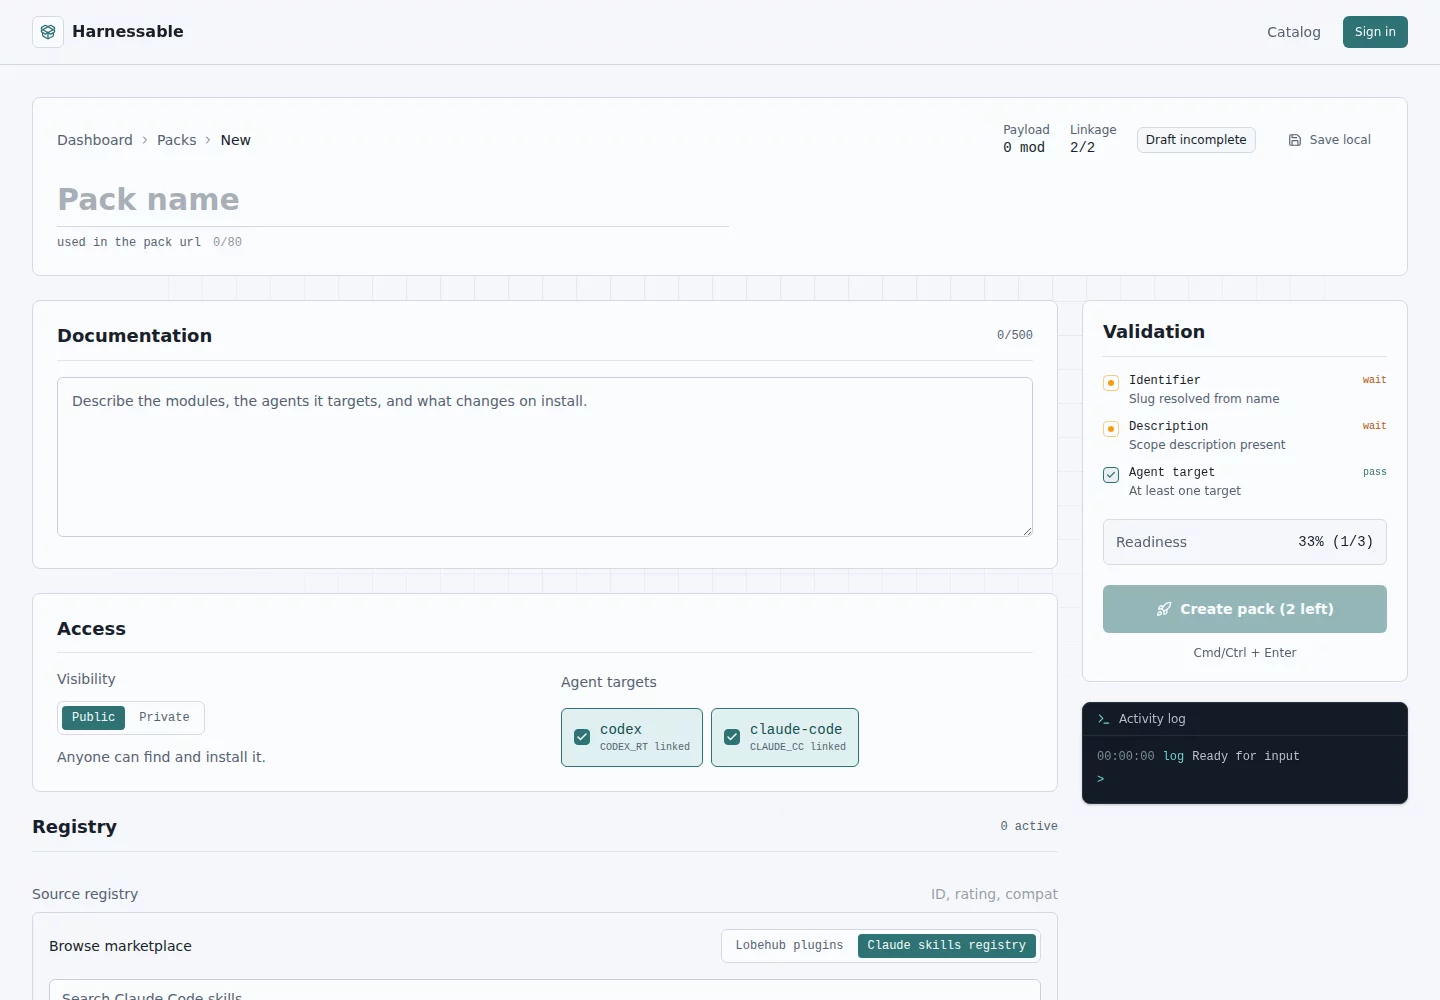 Harnessable
Catalog
Sign in
Dashboard > Packs > New
Payload
0 mod
Linkage
2/2
Draft incomplete
Save local
Pack name
used in the pack url 0/80
Documentation
0/500
Describe the modules, the agents it targets, and what changes on install.
Access
Visibility
Public Private
Anyone can find and install it.
Agent targets
codex
CODEX_RT linked
claude-code
CLAUDE_CC linked
Registry
0 active
Source registry
ID, rating, compat
Browse marketplace
Lobehub plugins
Claude skills registry
Search Claude Code skills
Validation
Identifier wait
Slug resolved from name
Description wait
Scope description present
Agent target pass
At least one target
Readiness 33% (1/3)
Create pack (2 left)
Cmd/Ctrl + Enter
Activity log
00:00:00 log Ready for input
>